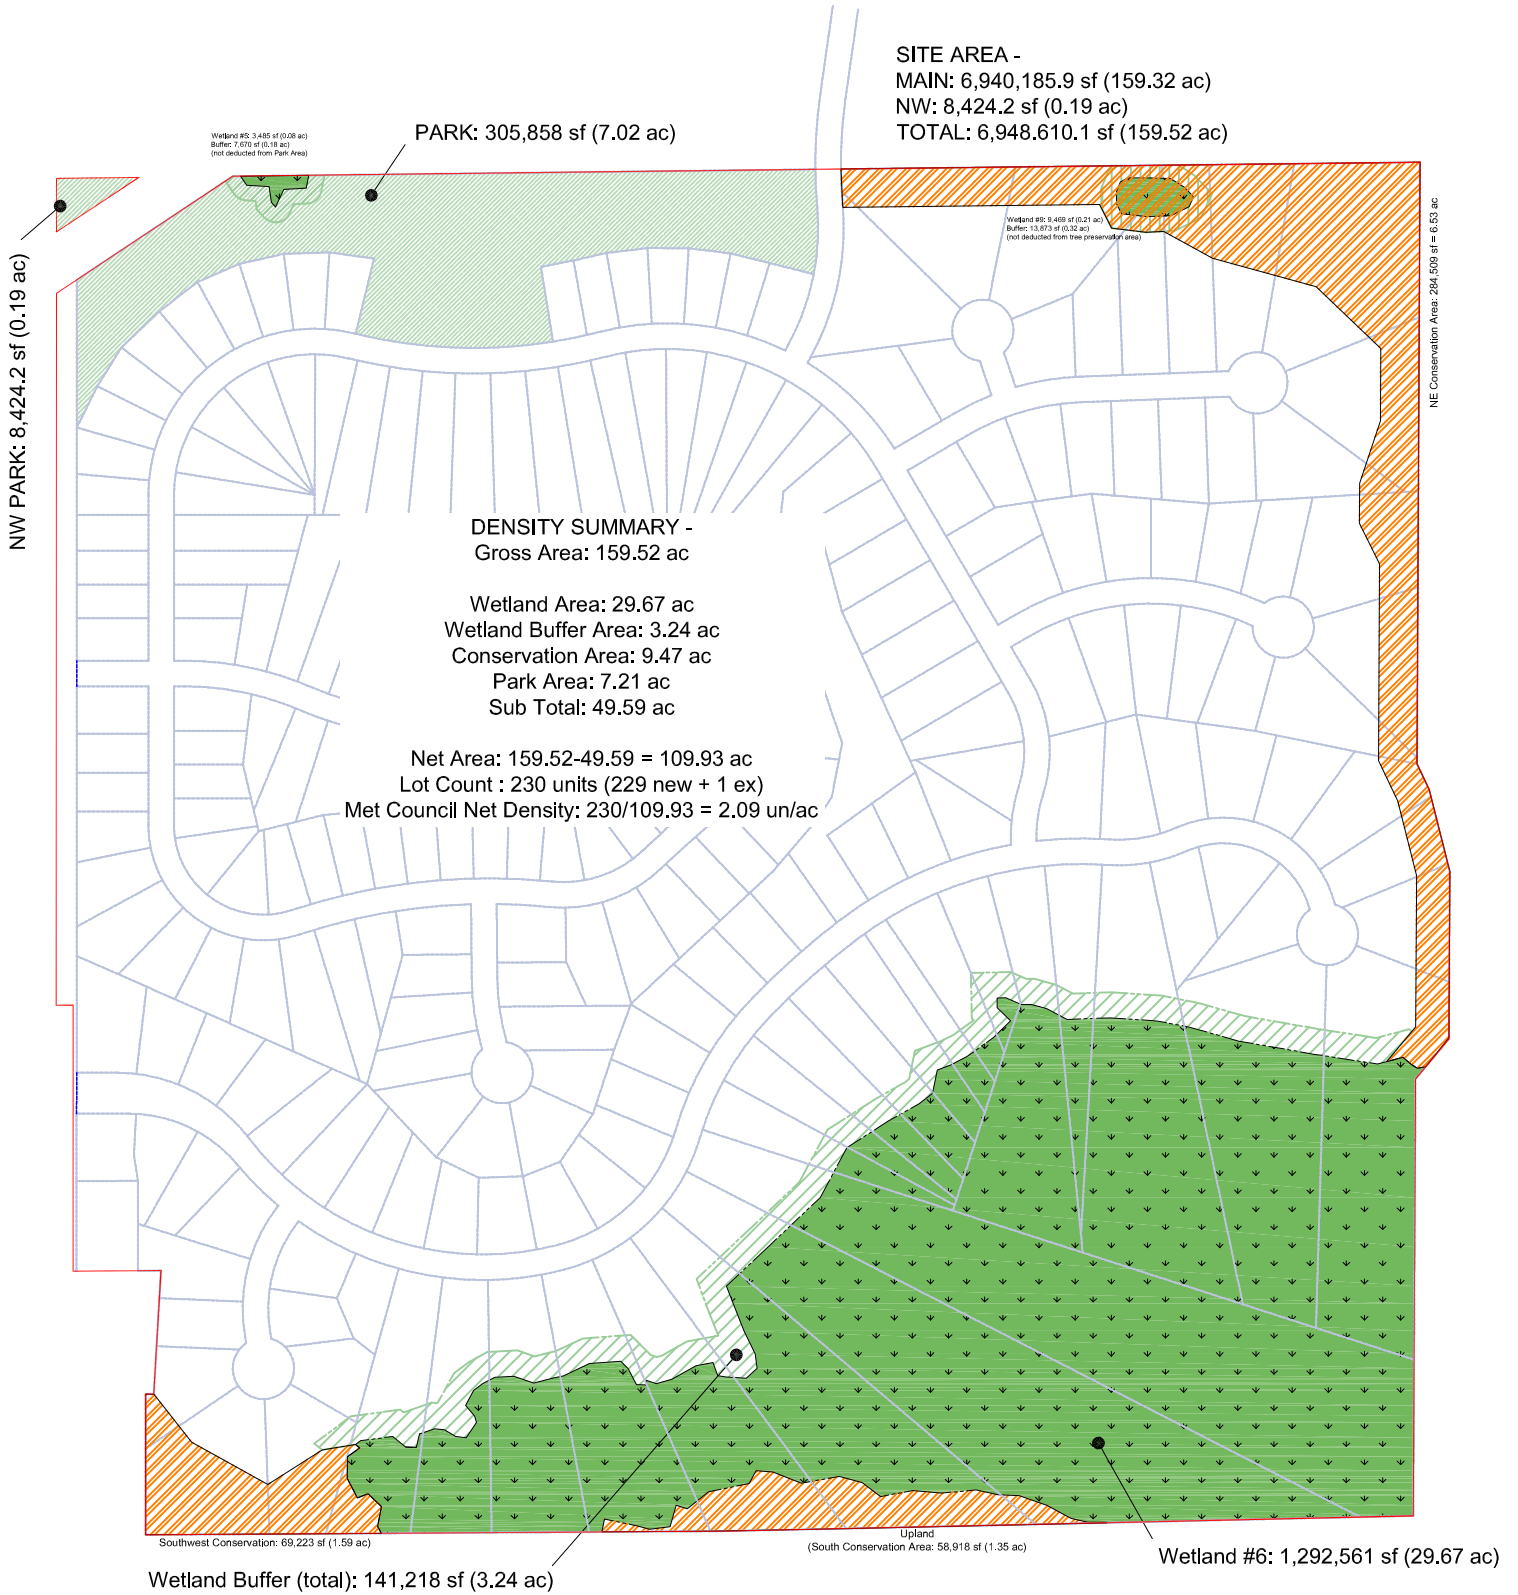 SITE AREA -
MAIN: 6,940,185.9 sf (159.32 ac)
NW: 8,424.2 sf (0.19 ac)
TOTAL: 6,948.610.1 sf (159.52 ac)
Wetland #5: 3,485 sf (0.08 ac)
Buffer: 7,670 sf (0.18 ac)
(not deducted from Park Area)
PARK: 305,858 sf (7.02 ac)
Wetland #9: 9,469 sf (0.21 ac)
Buffer: 13,873 sf (0.32 ac)
(not deducted from tree preservation area)
NE Conservation Area: 284,509 sf = 6.53 ac
NW PARK: 8,424.2 sf (0.19 ac)
DENSITY SUMMARY -
Gross Area: 159.52 ac
Wetland Area: 29.67 ac
Wetland Buffer Area: 3.24 ac
Conservation Area: 9.47 ac
Park Area: 7.21 ac
Sub Total: 49.59 ac
Net Area: 159.52-49.59 = 109.93 ac
Lot Count : 230 units (229 new + 1 ex)
Met Council Net Density: 230/109.93 = 2.09 un/ac
Southwest Conservation: 69,223 sf (1.59 ac)
Upland
(South Conservation Area: 58,918 sf (1.35 ac)
Wetland #6: 1,292,561 sf (29.67 ac)
Wetland Buffer (total): 141,218 sf (3.24 ac)